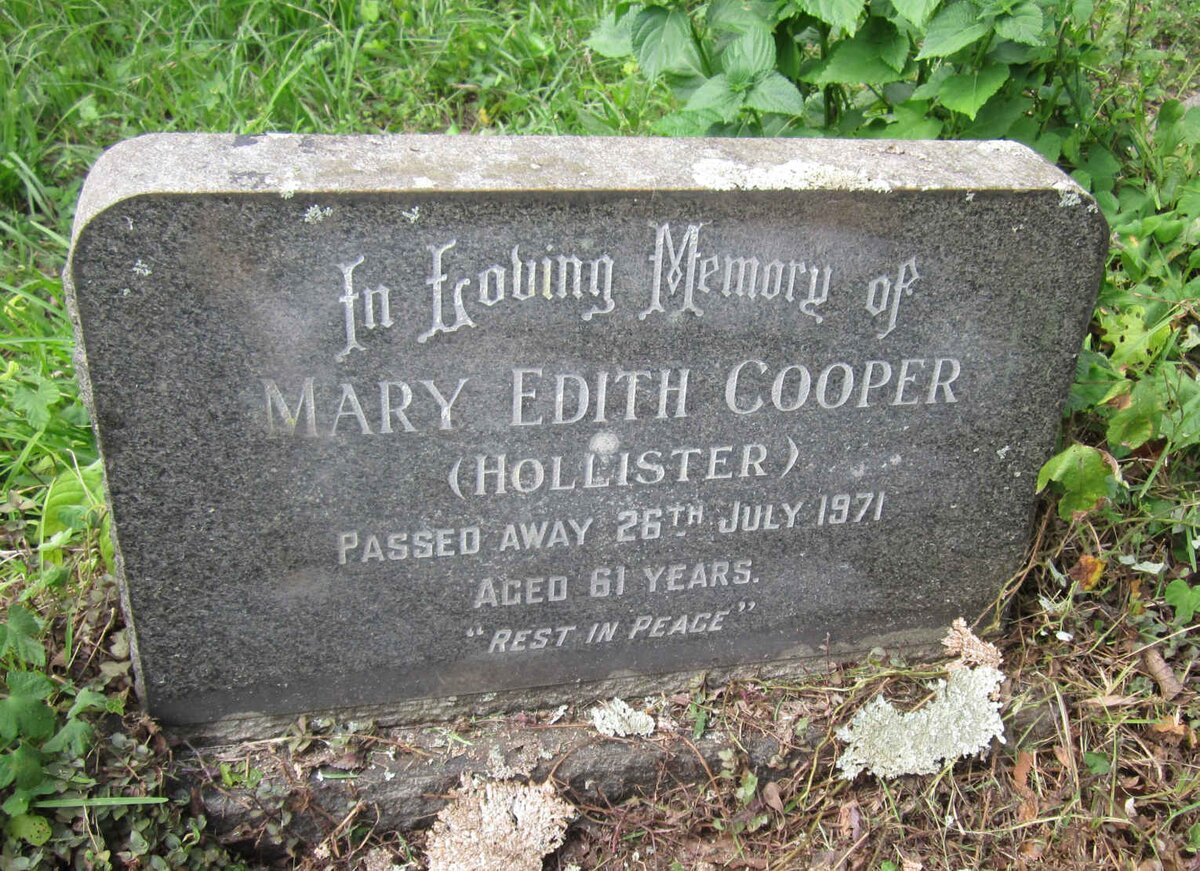 In Loving Memory of
MARY EDITH COOPER
(HOLLISTER)
PASSED AWAY 26TH JULY 1971
AGED 61 YEARS.
"REST IN PEACE"